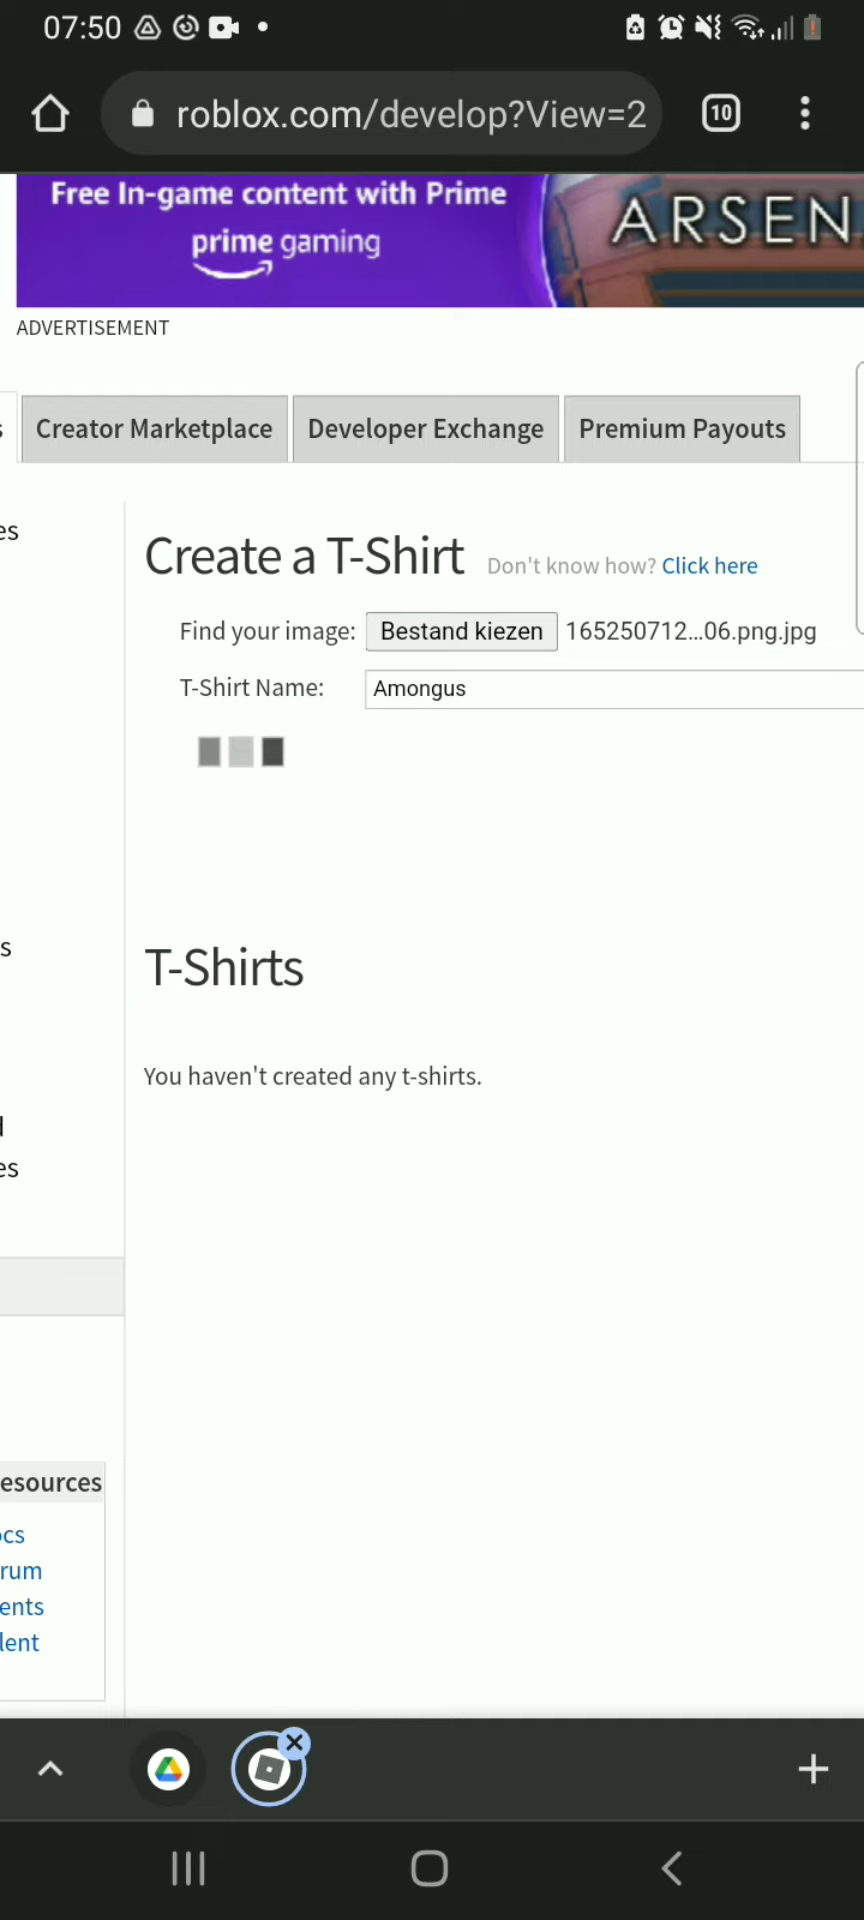 07:50
roblox.com/develop?View=2
10
Free In-game content with Prime
prime gaming
ARSEN
ADVERTISEMENT
s
Creator Marketplace
Developer Exchange
Premium Payouts
es
Create a T-Shirt
Don't know how? Click here
Find your image:
Bestand kiezen
165250712...06.png.jpg
T-Shirt Name:
Amongus
s
T-Shirts
You haven't created any t-shirts.
d
es
esources
ocs
rum
ents
lent